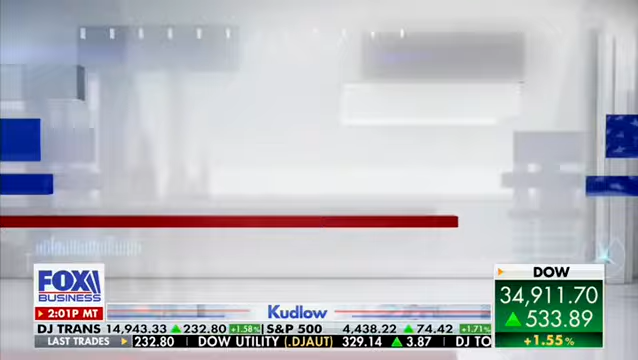 FOX
BUSINESS
2:01P MT
Kudlow
DOW
34,911.70
533.89
+1.55%
DJ TRANS 14,943.33 232.80 +1.58% S&P 500 4,438.22 74.42 +1.71%
LAST TRADES 232.80 DOW UTILITY (.DJAUT) 329.14 3.87 DJ TO